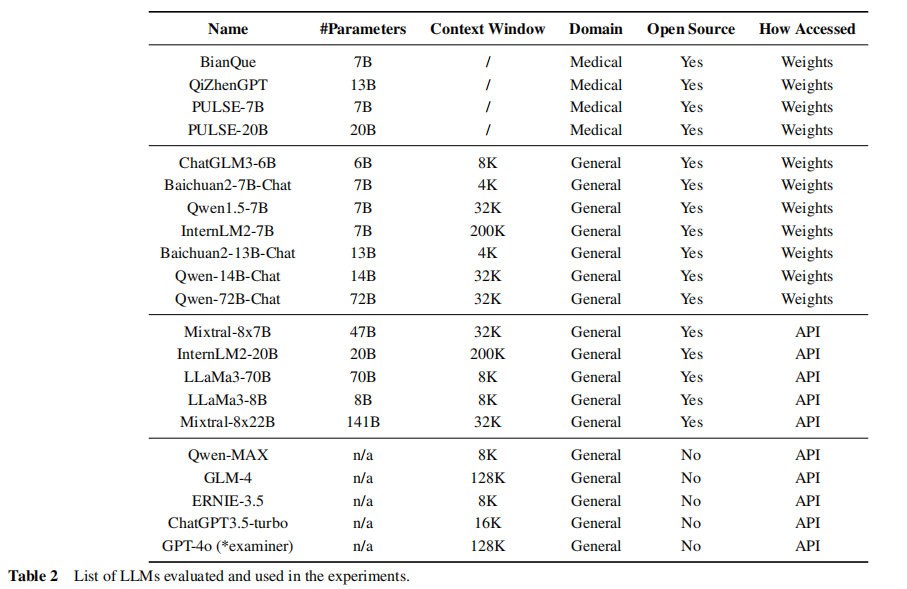 Name #Parameters Context Window Domain Open Source How Accessed
BianQue 7B / Medical Yes Weights
QiZhenGPT 13B / Medical Yes Weights
PULSE-7B 7B / Medical Yes Weights
PULSE-20B 20B / Medical Yes Weights
ChatGLM3-6B 6B 8K General Yes Weights
Baichuan2-7B-Chat 7B 4K General Yes Weights
Qwen1.5-7B 7B 32K General Yes Weights
InternLM2-7B 7B 200K General Yes Weights
Baichuan2-13B-Chat 13B 4K General Yes Weights
Qwen-14B-Chat 14B 32K General Yes Weights
Qwen-72B-Chat 72B 32K General Yes Weights
Mixtral-8x7B 47B 32K General Yes API
InternLM2-20B 20B 200K General Yes API
LLaMa3-70B 70B 8K General Yes API
LLaMa3-8B 8B 8K General Yes API
Mixtral-8x22B 141B 32K General Yes API
Qwen-MAX n/a 8K General No API
GLM-4 n/a 128K General No API
ERNIE-3.5 n/a 8K General No API
ChatGPT3.5-turbo n/a 16K General No API
GPT-4o (*examiner) n/a 128K General No API
Table 2 List of LLMs evaluated and used in the experiments.